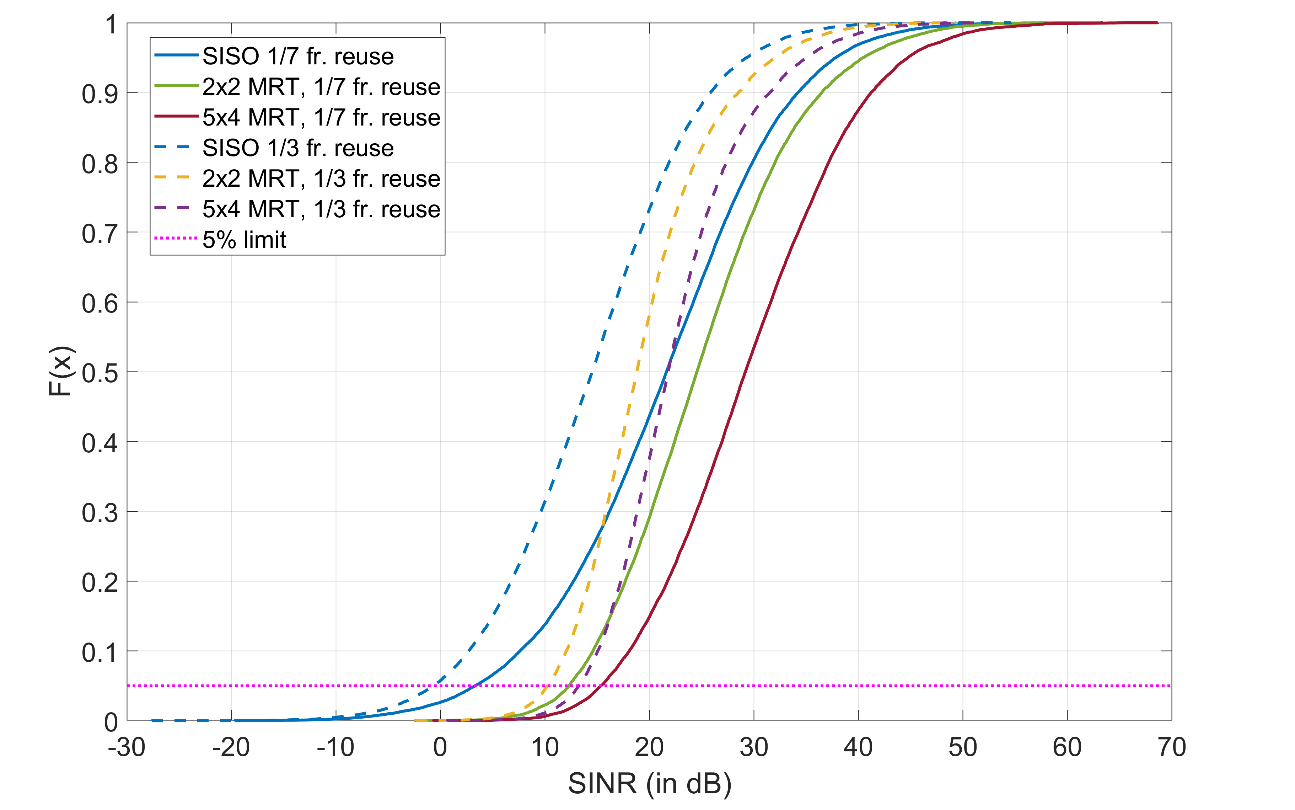 1
0.9
0.8
0.7
0.6
0.5
0.4
0.3
0.2
0.1
0
F(x)
SISO 1/7 fr. reuse
2x2 MRT, 1/7 fr. reuse
5x4 MRT, 1/7 fr. reuse
SISO 1/3 fr. reuse
2x2 MRT, 1/3 fr. reuse
5x4 MRT, 1/3 fr. reuse
5% limit
-30 -20 -10 0 10 20 30 40 50 60 70
SINR (in dB)